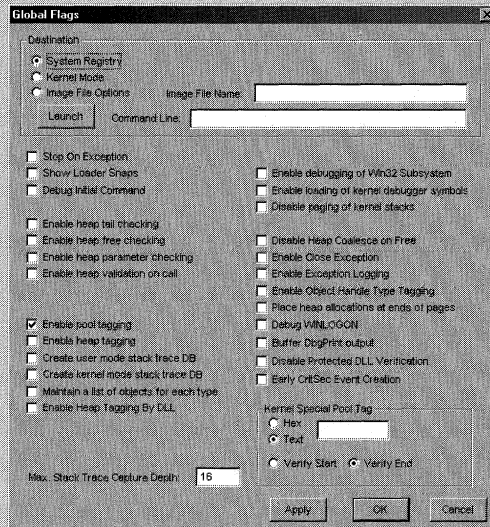 Global Flags
Destination
System Registry
Kernel Mode
Image File Options
Image File Name:
Launch
Command Line:
Stop On Exception
Show Loader Snaps
Debug Initial Command
Enable heap tail checking
Enable heap free checking
Enable heap parameter checking
Enable heap validation on call
Enable pool tagging
Enable heap tagging
Create user mode stack trace DB
Create kernel mode stack trace DB
Maintain a list of objects for each type
Enable Heap Tagging By DLL
Max. Stack Trace Capture Depth:
16
Enable debugging of Win32 Subsystem
Enable loading of kernel debugger symbols
Disable paging of kernel stacks
Disable Heap Coalesce on Free
Enable Close Exception
Enable Exception Logging
Enable Object Handle Type Tagging
Place heap allocations at ends of pages
Debug WINLOGON
Buffer DbgPrint output
Disable Protected DLL Verification
Early CritSec Event Creation
Kernel Special Pool Tag
Hex
Text
Verify Start
Verify End
Apply
OK
Cancel